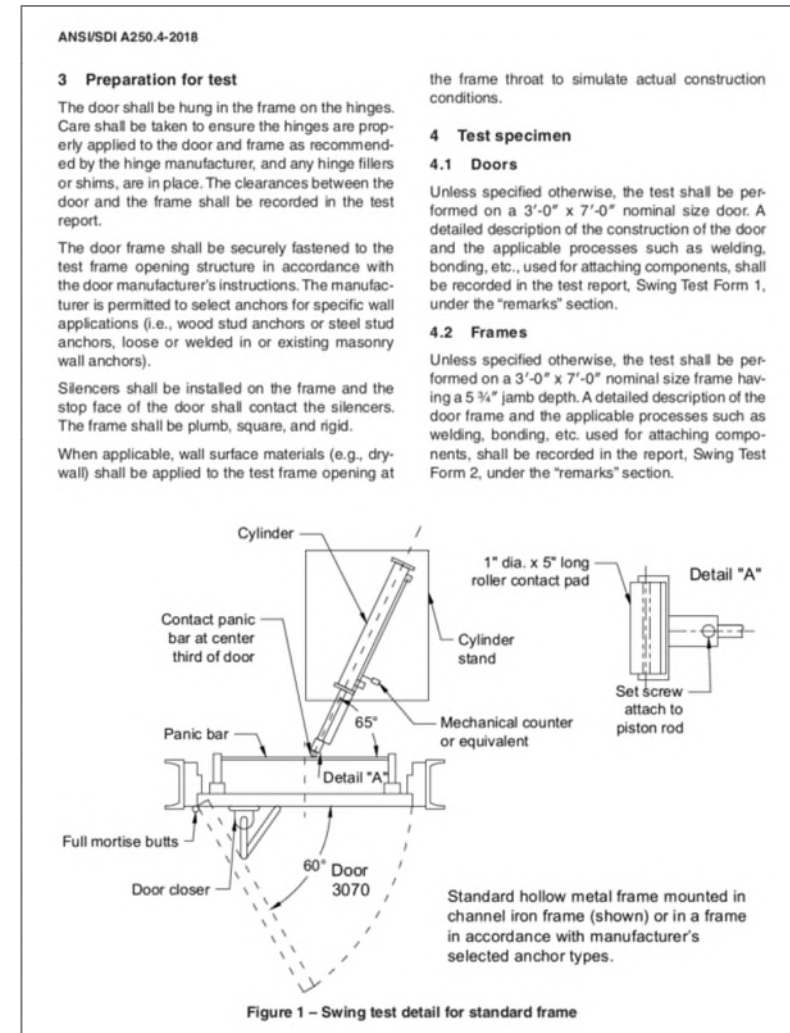 ANSI/SDI A250.4-2018
3 Preparation for test
The door shall be hung in the frame on the hinges.
Care shall be taken to ensure the hinges are prop-
erly applied to the door and frame as recommend-
ed by the hinge manufacturer, and any hinge fillers
or shims, are in place. The clearances between the
door and the frame shall be recorded in the test
report.
The door frame shall be securely fastened to the
test frame opening structure in accordance with
the door manufacturer's instructions. The manufac-
turer is permitted to select anchors for specific wall
applications (i.e., wood stud anchors or steel stud
anchors, loose or welded in or existing masonry
wall anchors).
Silencers shall be installed on the frame and the
stop face of the door shall contact the silencers.
The frame shall be plumb, square, and rigid.
When applicable, wall surface materials (e.g., dry-
wall) shall be applied to the test frame opening at
the frame throat to simulate actual construction
conditions.
4 Test specimen
4.1 Doors
Unless specified otherwise, the test shall be per-
formed on a 3′-0″ x 7′-0″ nominal size door. A
detailed description of the construction of the door
and the applicable processes such as welding,
bonding, etc., used for attaching components, shall
be recorded in the test report, Swing Test Form 1,
under the "remarks" section.
4.2 Frames
Unless specified otherwise, the test shall be per-
formed on a 3′-0″ x 7′-0″ nominal size frame hav-
ing a 5 ¾″ jamb depth. A detailed description of the
door frame and the applicable processes such as
welding, bonding, etc. used for attaching compo-
nents, shall be recorded in the report, Swing Test
Form 2, under the "remarks" section.
Cylinder
Contact panic
bar at center
third of door
Panic bar
Cylinder
stand
65°
Mechanical counter
or equivalent
Detail "A"
1" dia. x 5" long
roller contact pad
Detail "A"
Set screw
attach to
piston rod
Full mortise butts
Door closer
60°
Door
3070
Standard hollow metal frame mounted in
channel iron frame (shown) or in a frame
in accordance with manufacturer's
selected anchor types.
Figure 1 – Swing test detail for standard frame